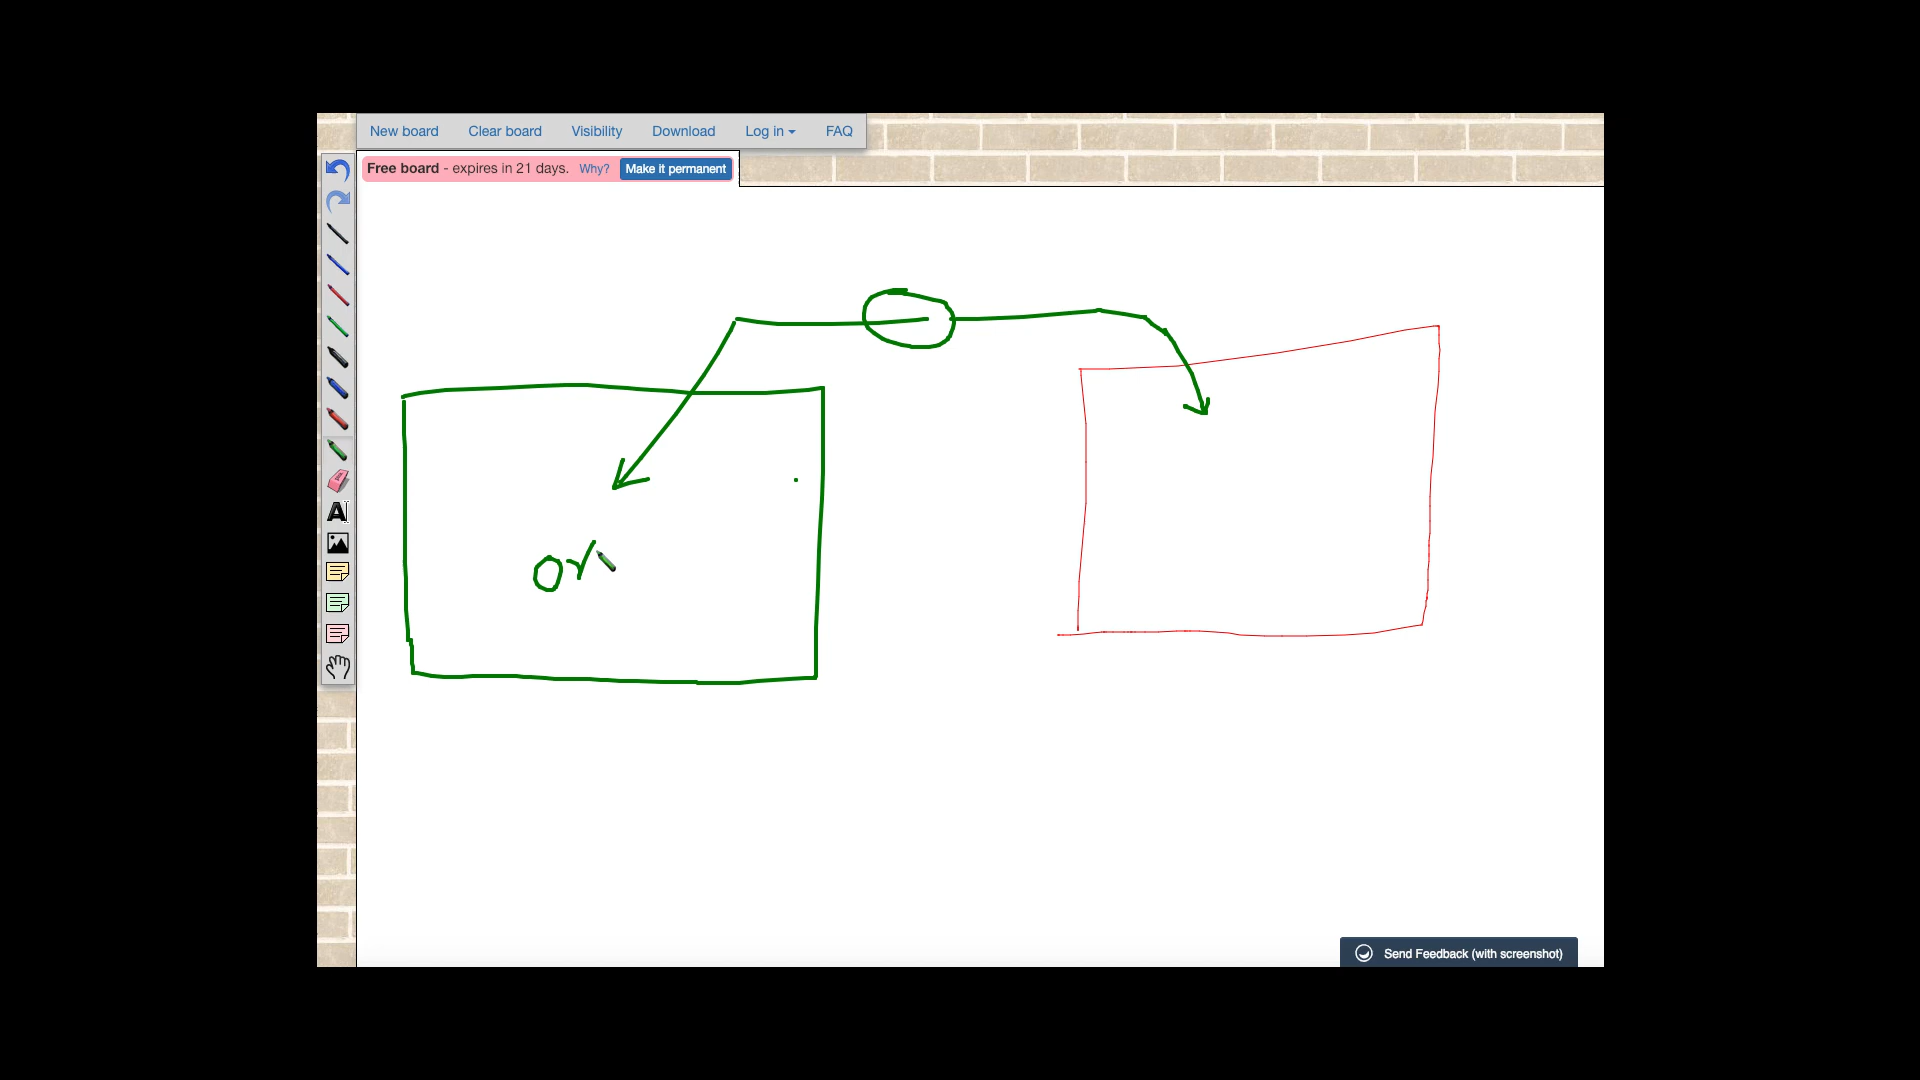 New board Clear board Visibility Download Log in FAQ
Free board - expires in 21 days. Why? Make it permanent
A
or
Send Feedback (with screenshot)